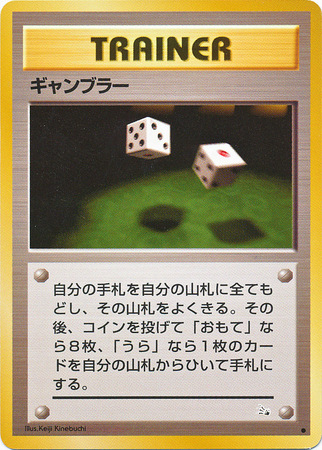 TRAINER
ギャンブラー
自分の手札を自分の山札に全ても
どし、その山札をよくきる。その
後、コインを投げて「おもて」なら
ら8枚、「うら」なら1枚のカード
を自分の山札からひいて手札に
する。
Illus.Keiji Kinebuchi